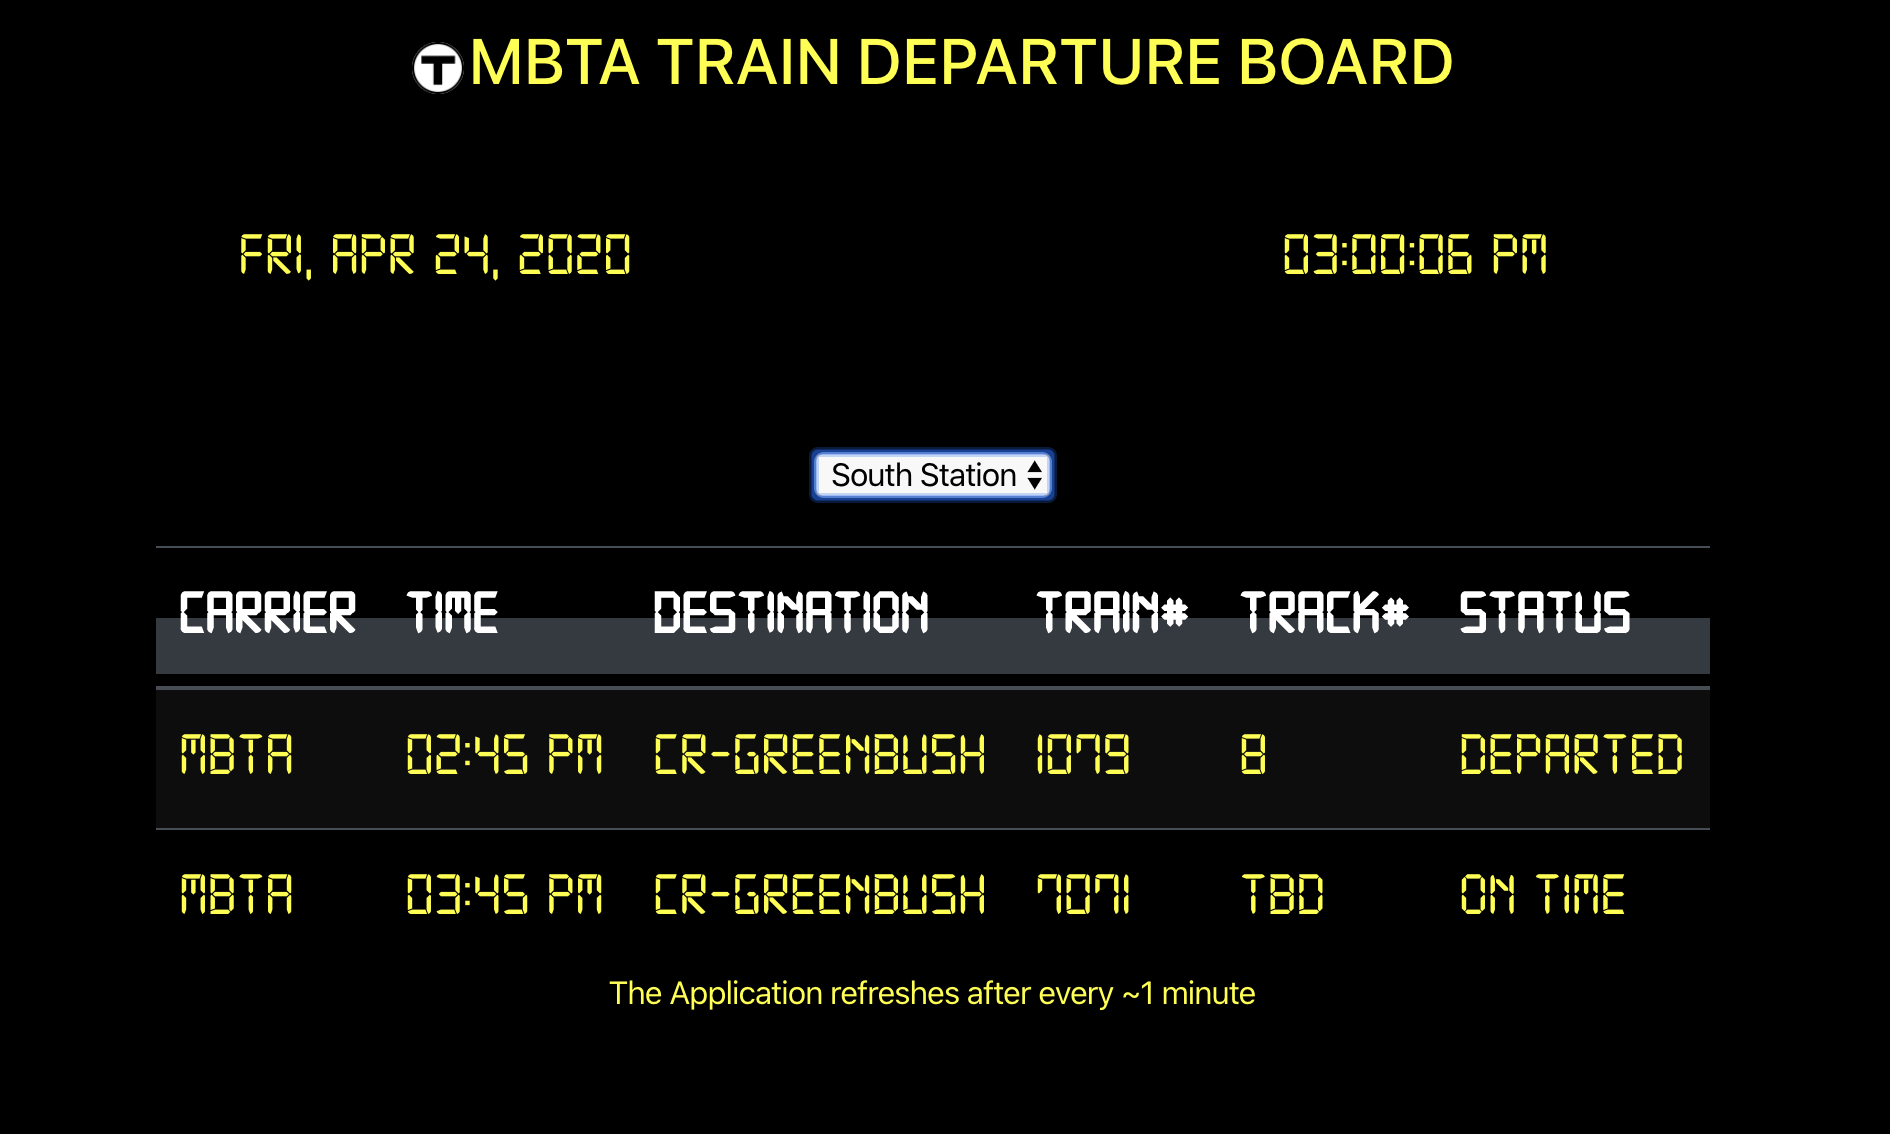 T MBTA TRAIN DEPARTURE BOARD
FRI, APR 24, 2020 03:00:06 PM
South Station
CARRIER TIME DESTINATION TRAIN# TRACK# STATUS
MBTA 02:45 PM CR-GREENBUSH 1079 8 DEPARTED
MBTA 03:45 PM CR-GREENBUSH 7071 TBD ON TIME
The Application refreshes after every ~1 minute